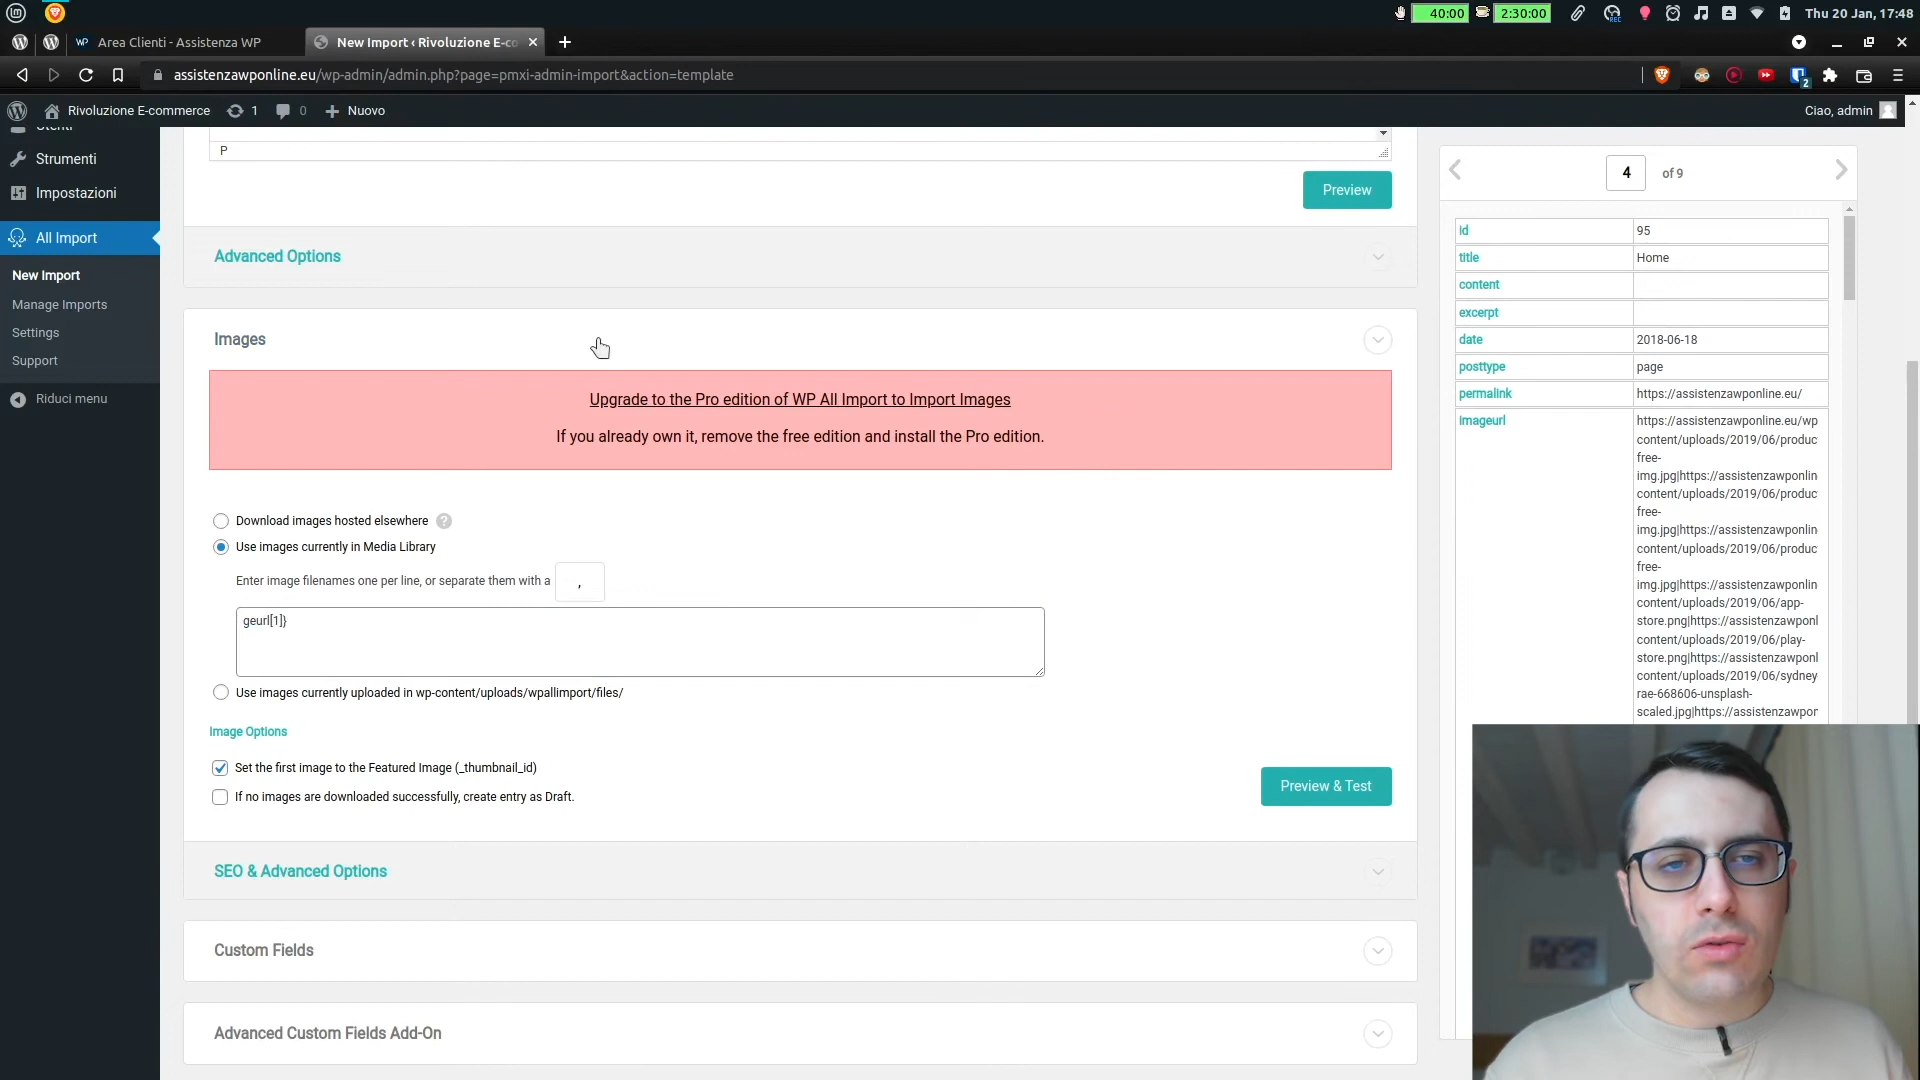 40:00
2:30:00
REC
Thu 20 Jan, 17:48
WP Area Clienti - Assistenza WP
New Import ‹ Rivoluzione E-co
assistenzawponline.eu/wp-admin/admin.php?page=pmxi-admin-import&action=template
2
Rivoluzione E-commerce
1
0
Nuovo
Ciao, admin
Utenti
Strumenti
Impostazioni
All Import
New Import
Manage Imports
Settings
Support
Riduci menu
P
Preview
Advanced Options
Images
Upgrade to the Pro edition of WP All Import to Import Images
If you already own it, remove the free edition and install the Pro edition.
Download images hosted elsewhere ?
Use images currently in Media Library
Enter image filenames one per line, or separate them with a ,
geurl[1]}
Use images currently uploaded in wp-content/uploads/wpallimport/files/
Image Options
Set the first image to the Featured Image (_thumbnail_id)
If no images are downloaded successfully, create entry as Draft.
Preview & Test
SEO & Advanced Options
Custom Fields
Advanced Custom Fields Add-On
4 of 9
id 95
title Home
content
excerpt
date 2018-06-18
posttype page
permalink https://assistenzawponline.eu/
imageurl https://assistenzawponline.eu/wp
content/uploads/2019/06/produc
free-
img.jpg|https://assistenzawponlin
content/uploads/2019/06/produc
free-
img.jpg|https://assistenzawponlin
content/uploads/2019/06/produc
free-
img.jpg|https://assistenzawponlin
content/uploads/2019/06/app-
store.png|https://assistenzawponl
content/uploads/2019/06/play-
store.png|https://assistenzawponl
content/uploads/2019/06/sydney
rae-668606-unsplash-
scaled.jpg|https://assistenzawpor